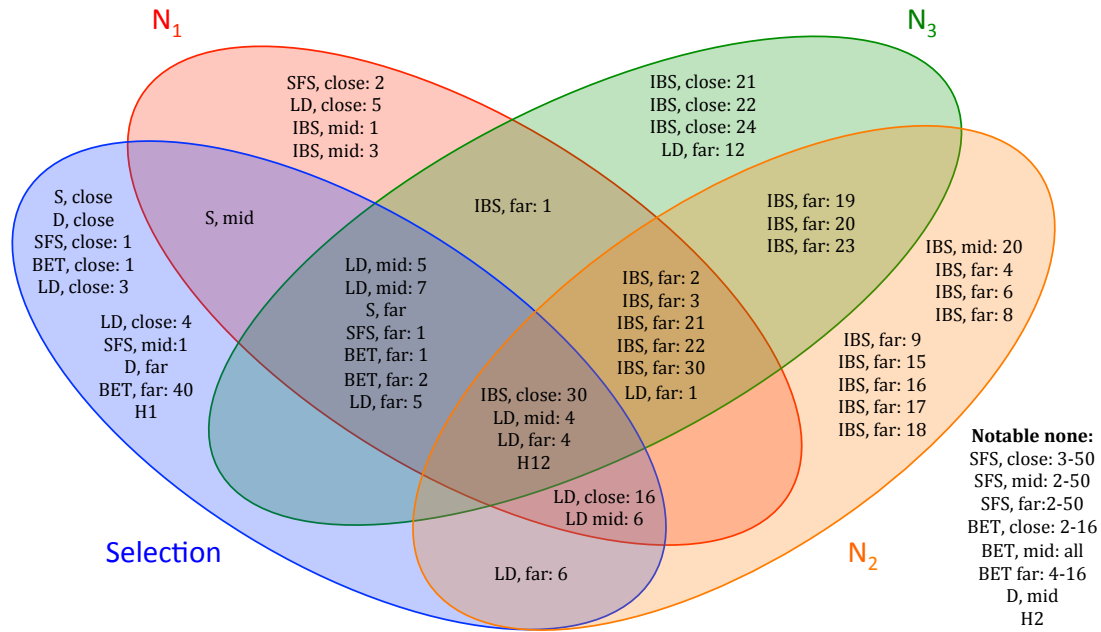 N1
N3
SFS, close: 2
LD, close: 5
IBS, mid: 1
IBS, mid: 3
IBS, close: 21
IBS, close: 22
IBS, close: 24
LD, far: 12
S, close
D, close
SFS, close: 1
BET, close: 1
LD, close: 3
LD, close: 4
SFS, mid:1
D, far
BET, far: 40
H1
S, mid
IBS, far: 1
IBS, far: 19
IBS, far: 20
IBS, far: 23
LD, mid: 5
LD, mid: 7
S, far
SFS, far: 1
BET, far: 1
BET, far: 2
LD, far: 5
IBS, far: 2
IBS, far: 3
IBS, far: 21
IBS, far: 22
IBS, far: 30
LD, far: 1
IBS, mid: 20
IBS, far: 4
IBS, far: 6
IBS, far: 8
IBS, far: 9
IBS, far: 15
IBS, far: 16
IBS, far: 17
IBS, far: 18
IBS, close: 30
LD, mid: 4
LD, far: 4
H12
LD, close: 16
LD mid: 6
LD, far: 6
Selection
N2
Notable none:
SFS, close: 3-50
SFS, mid: 2-50
SFS, far:2-50
BET, close: 2-16
BET, mid: all
BET far: 4-16
D, mid
H2